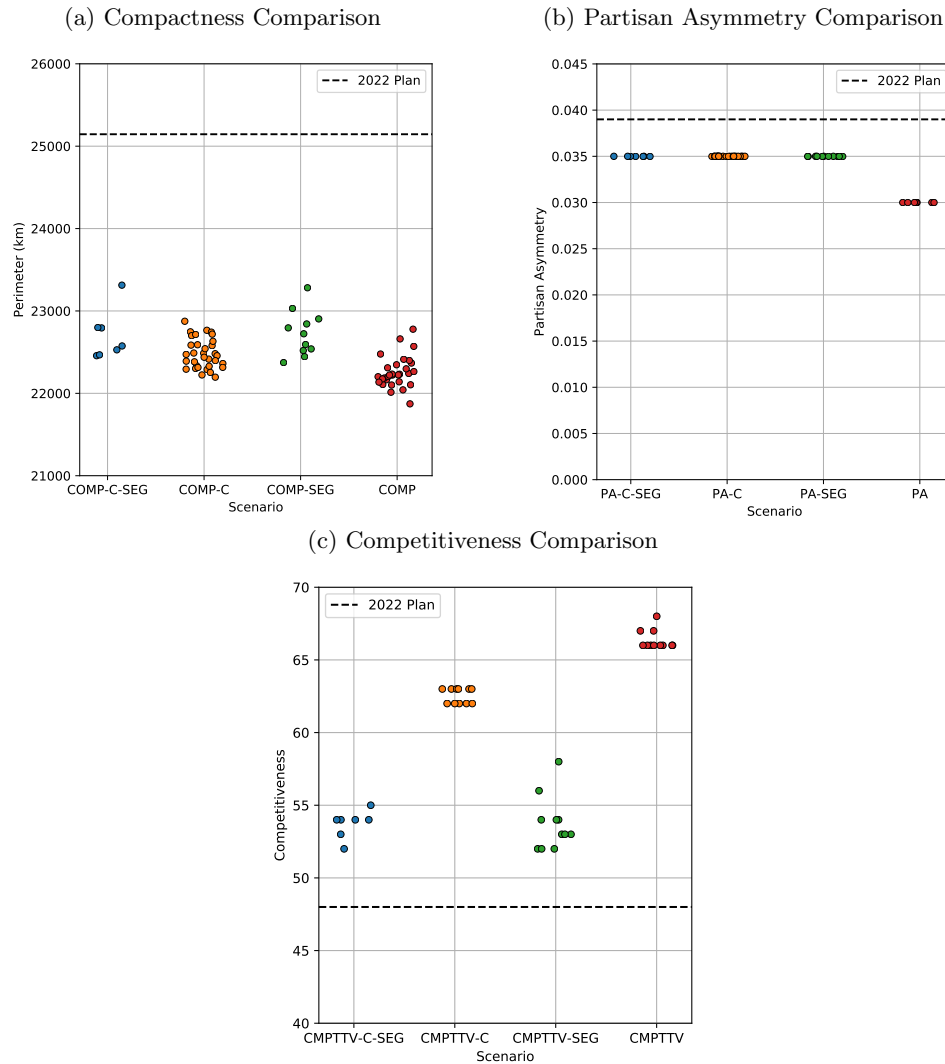 (a) Compactness Comparison
26000
25000
24000
23000
22000
21000
Perimeter (km)
2022 Plan
COMP-C-SEG COMP-C COMP-SEG COMP
Scenario
(b) Partisan Asymmetry Comparison
0.045
0.040
0.035
0.030
0.025
0.020
0.015
0.010
0.005
0.000
Partisan Asymmetry
2022 Plan
PA-C-SEG PA-C PA-SEG PA
Scenario
(c) Competitiveness Comparison
70
65
60
55
50
45
40
Competitiveness
2022 Plan
CMPTTV-C-SEG CMPTTV-C CMPTTV-SEG CMPTTV
Scenario